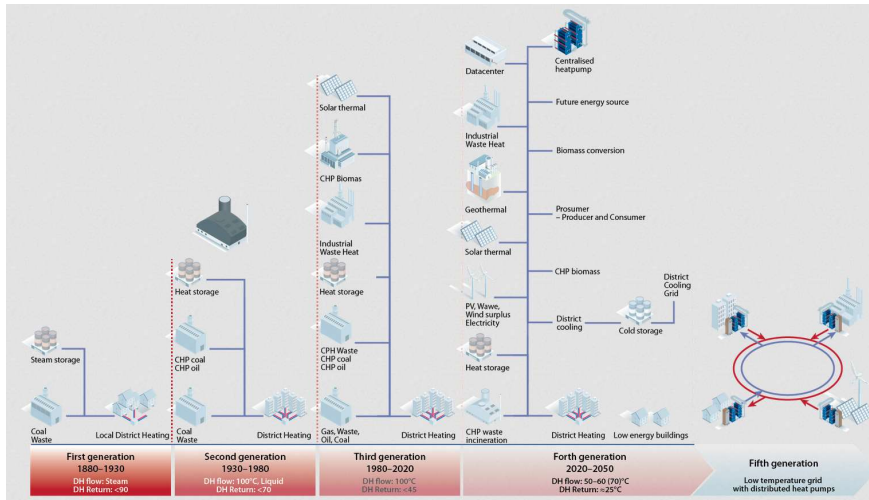 Steam storage
Coal
Waste
Local District Heating
First generation
1880–1930
DH flow: Steam
DH Return: <90
Heat storage
CHP coal
CHP oil
Coal
Waste
District Heating
Second generation
1930–1980
DH flow: 100°C, Liquid
DH Return: <70
Solar thermal
CHP Biomas
Industrial
Waste Heat
Heat storage
CPH Waste
CHP coal
CHP oil
Gas, Waste,
Oil, Coal
District Heating
Third generation
1980–2020
DH flow: 100°C
DH Return: <45
Datacenter
Industrial
Waste Heat
Geothermal
Solar thermal
PV, Wawe,
Wind surplus
Electricity
Heat storage
CHP waste
incineration
Centralised
heatpump
Future energy source
Biomass conversion
Prosumer
– Producer and Consumer
CHP biomass
District
cooling
Cold storage
District
Cooling
Grid
District Heating
Low energy buildings
Forth generation
2020–2050
DH flow: 50–60 (70)°C
DH Return: ≈25°C
Fifth generation
Low temperature grid
with distributed heat pumps